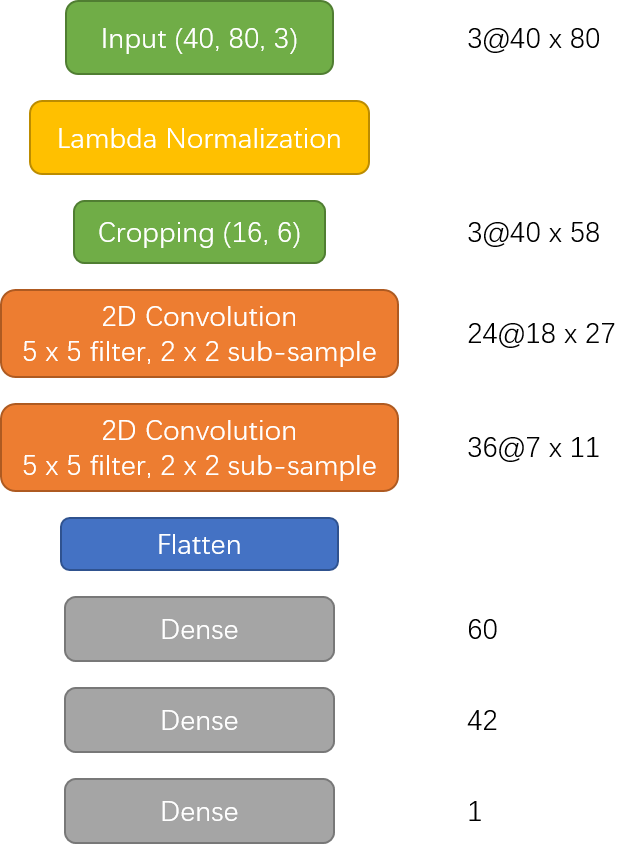 Input (40, 80, 3)
3@40 x 80
Lambda Normalization
Cropping (16, 6)
3@40 x 58
2D Convolution
5 x 5 filter, 2 x 2 sub-sample
24@18 x 27
2D Convolution
5 x 5 filter, 2 x 2 sub-sample
36@7 x 11
Flatten
Dense
60
Dense
42
Dense
1